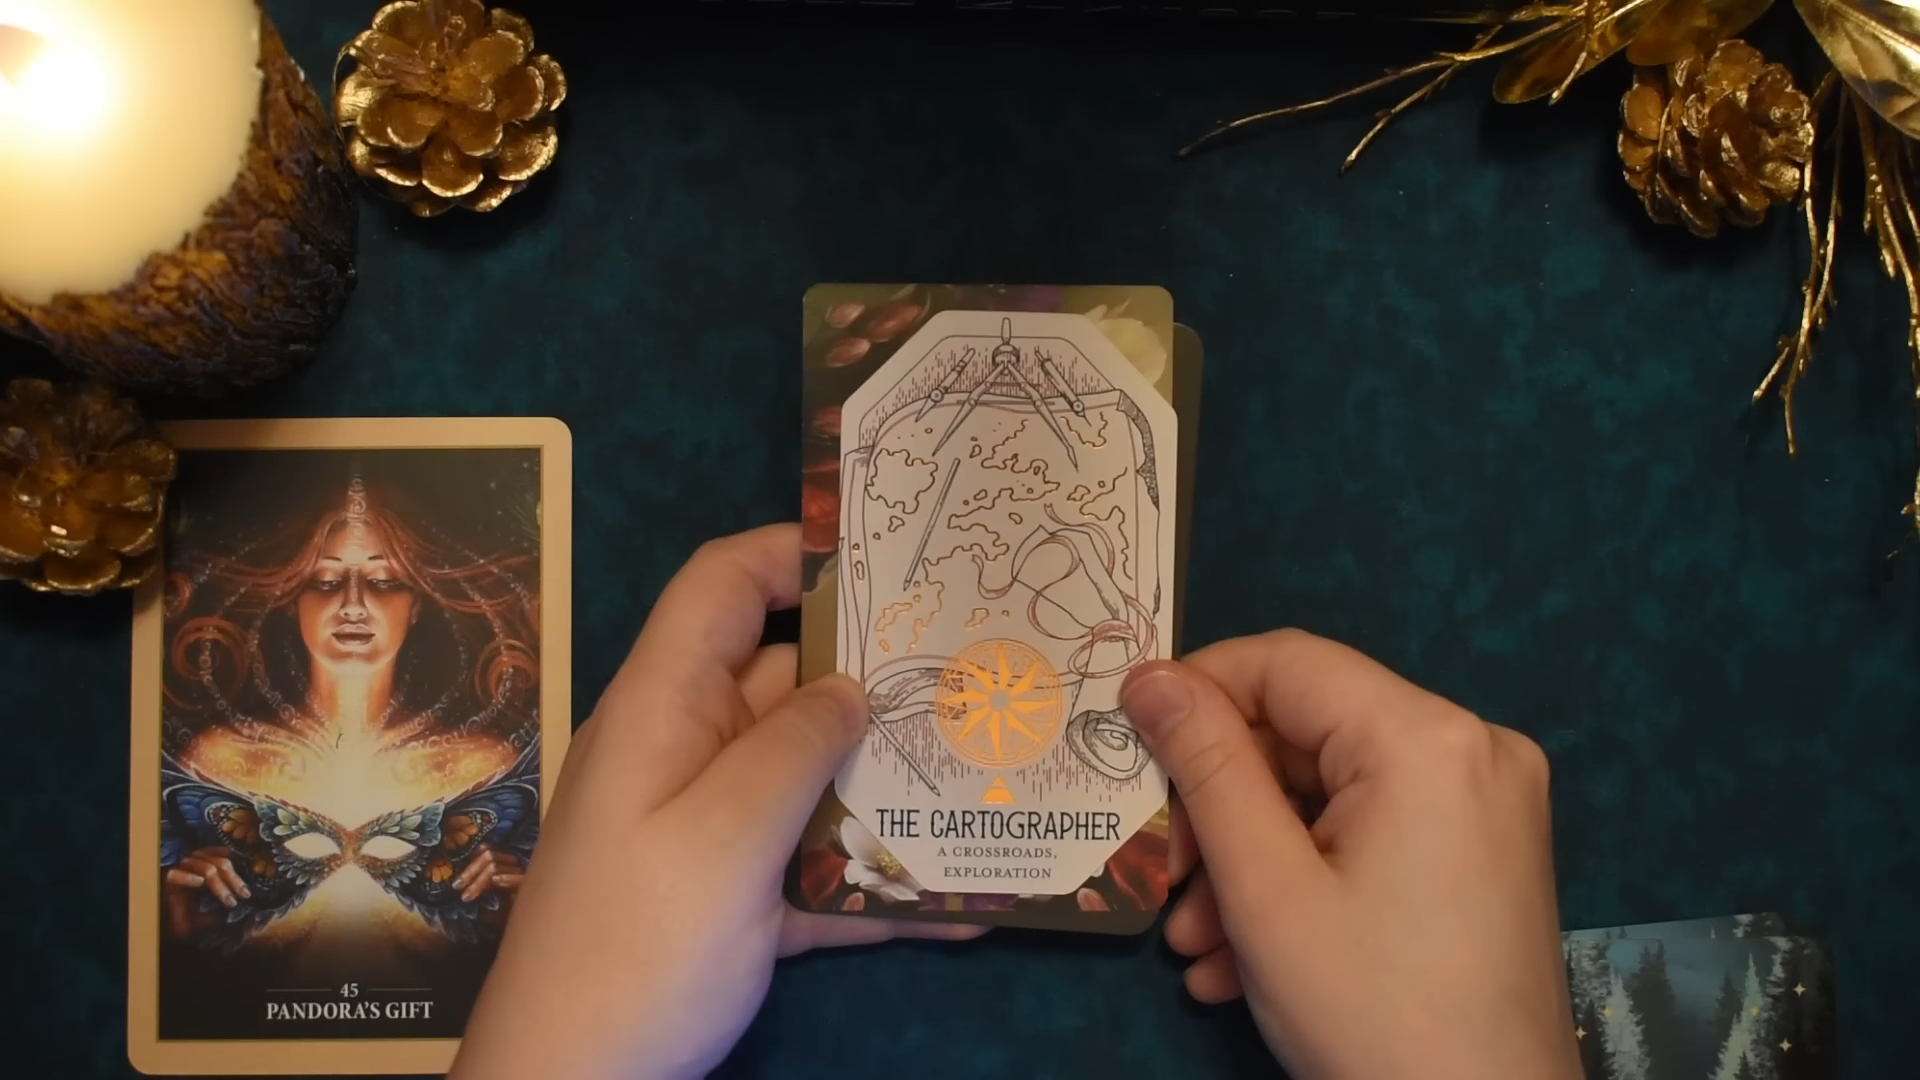 THE CARTOGRAPHER
A CROSSROADS,
EXPLORATION
45
PANDORA'S GIFT